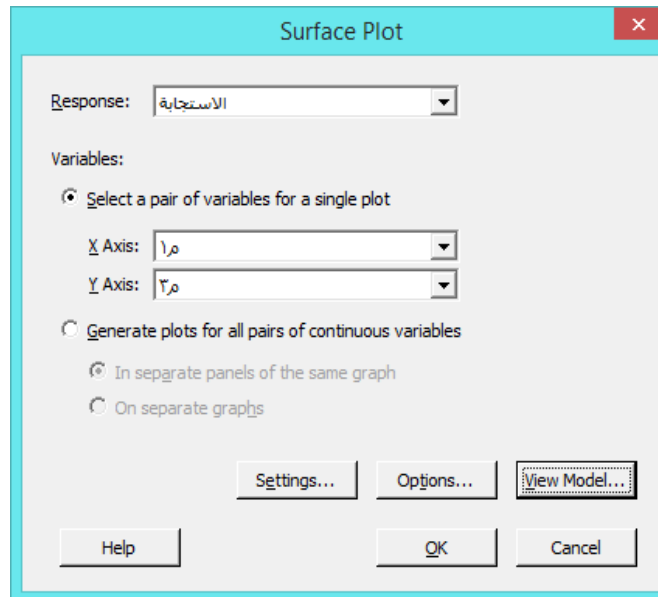 Surface Plot
Response: الاستجابة
Variables:
Select a pair of variables for a single plot
X Axis: م١
Y Axis: م٣
Generate plots for all pairs of continuous variables
In separate panels of the same graph
On separate graphs
Settings... Options... View Model...
Help OK Cancel